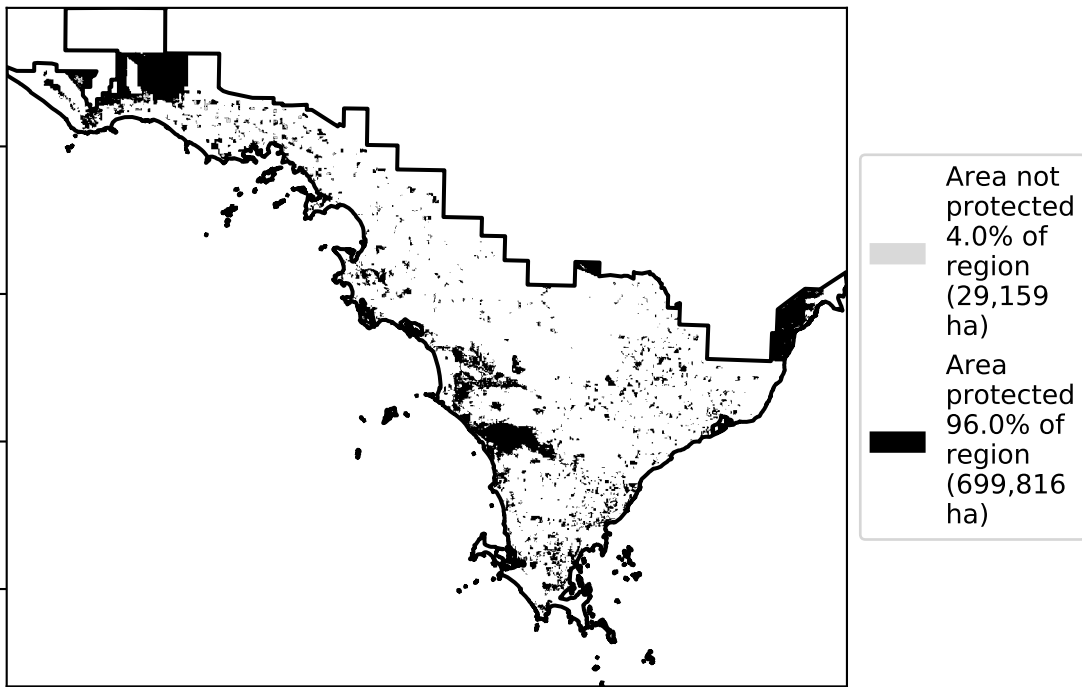 Area not
protected
4.0% of
region
(29,159
ha)
Area
protected
96.0% of
region
(699,816
ha)